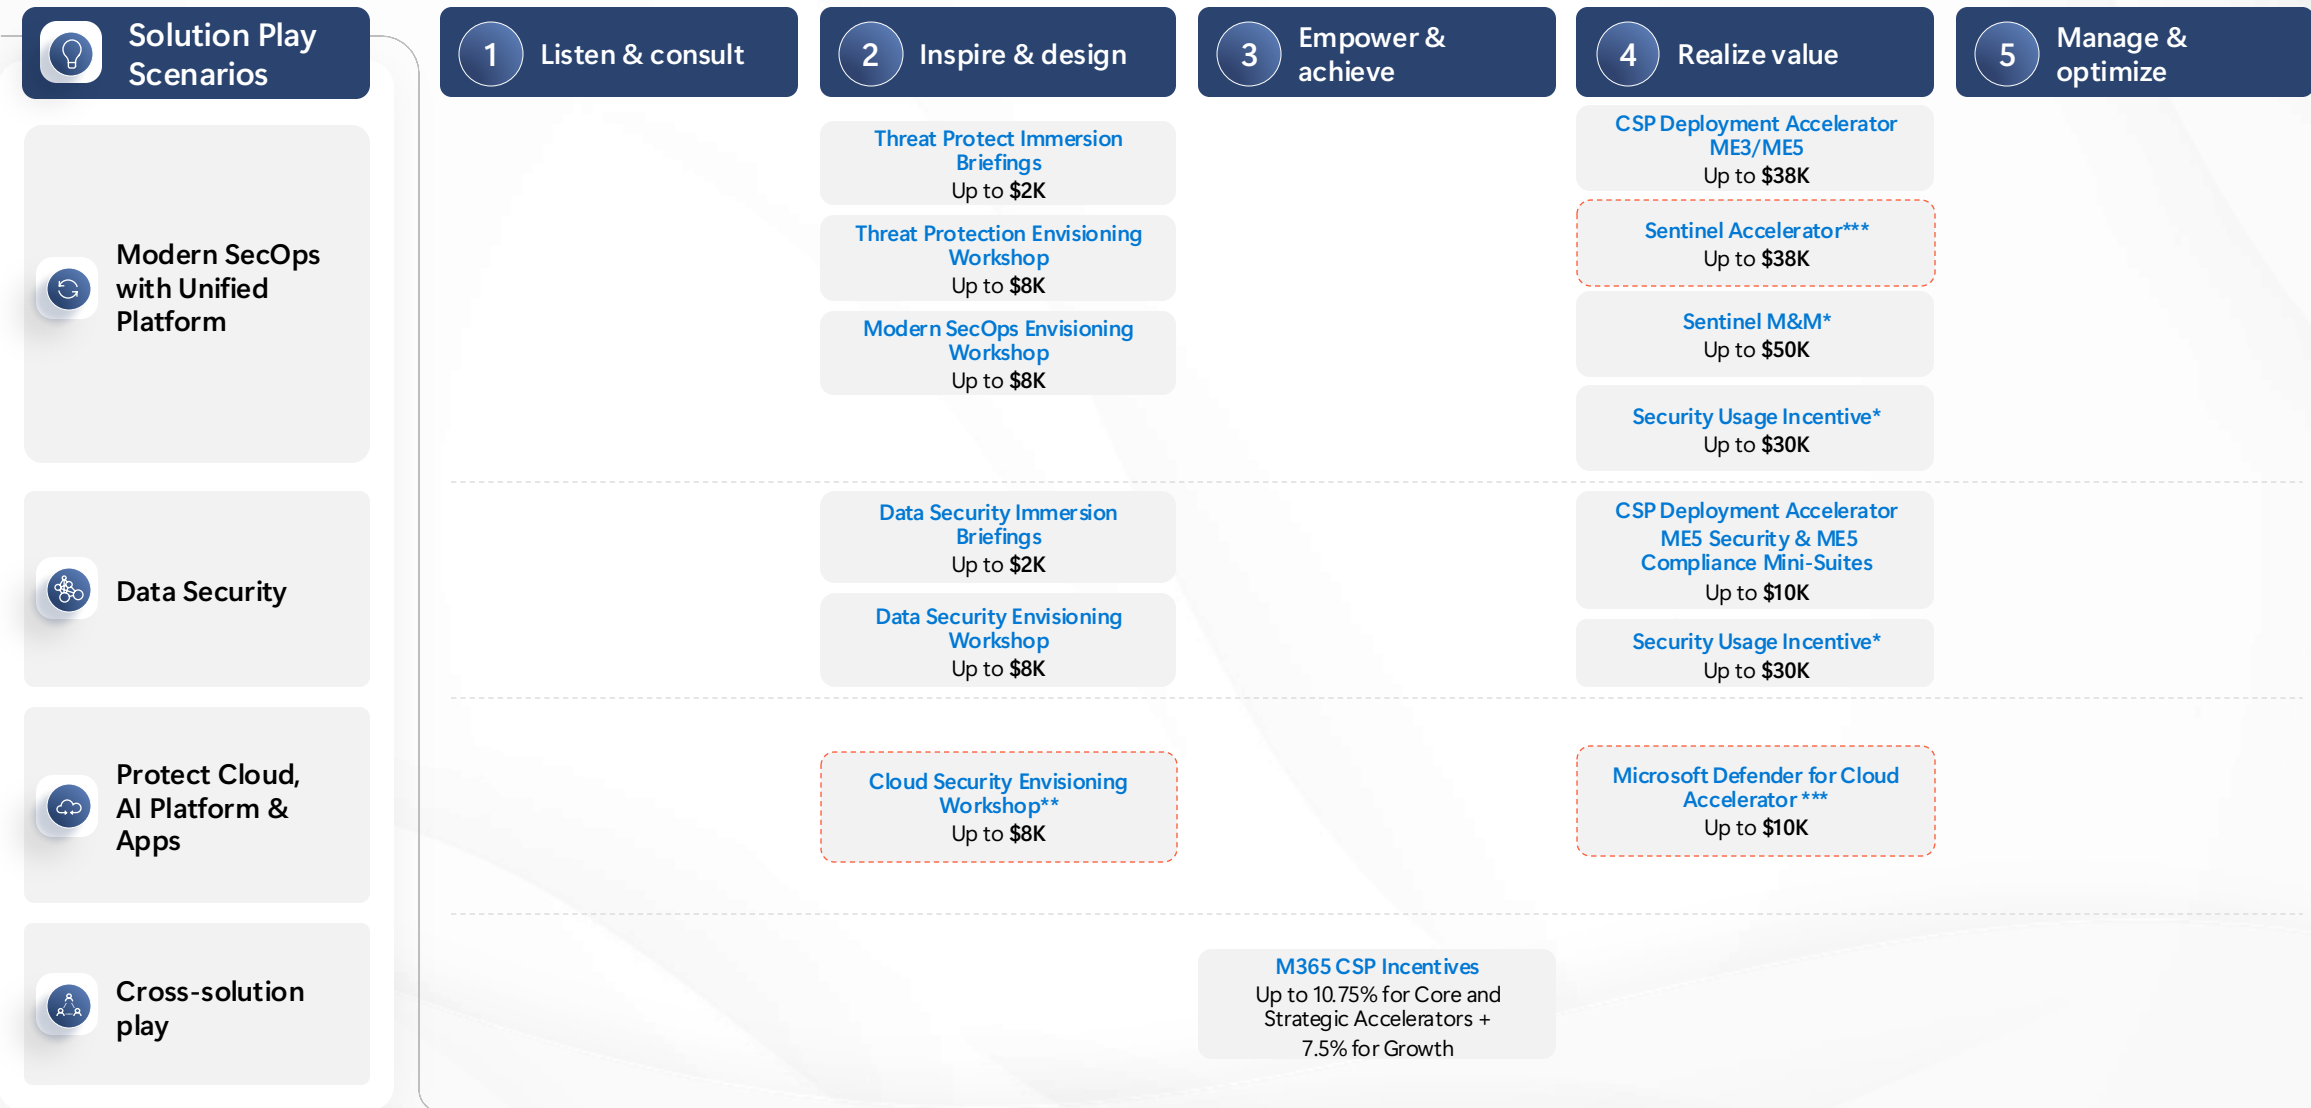 Solution Play
Scenarios
1
Listen & consult
2
Inspire & design
3
Empower &
achieve
4
Realize value
5
Manage &
optimize
Modern SecOps
with Unified
Platform
Threat Protect Immersion
Briefings
Up to $2K
Threat Protection Envisioning
Workshop
Up to $8K
Modern SecOps Envisioning
Workshop
Up to $8K
CSP Deployment Accelerator
ME3/ME5
Up to $38K
Sentinel Accelerator***
Up to $38K
Sentinel M&M*
Up to $50K
Security Usage Incentive*
Up to $30K
Data Security
Data Security Immersion
Briefings
Up to $2K
Data Security Envisioning
Workshop
Up to $8K
CSP Deployment Accelerator
ME5 Security & ME5
Compliance Mini-Suites
Up to $10K
Security Usage Incentive*
Up to $30K
Protect Cloud,
AI Platform &
Apps
Cloud Security Envisioning
Workshop**
Up to $8K
Microsoft Defender for Cloud
Accelerator ***
Up to $10K
Cross-solution
play
M365 CSP Incentives
Up to 10.75% for Core and
Strategic Accelerators +
7.5% for Growth